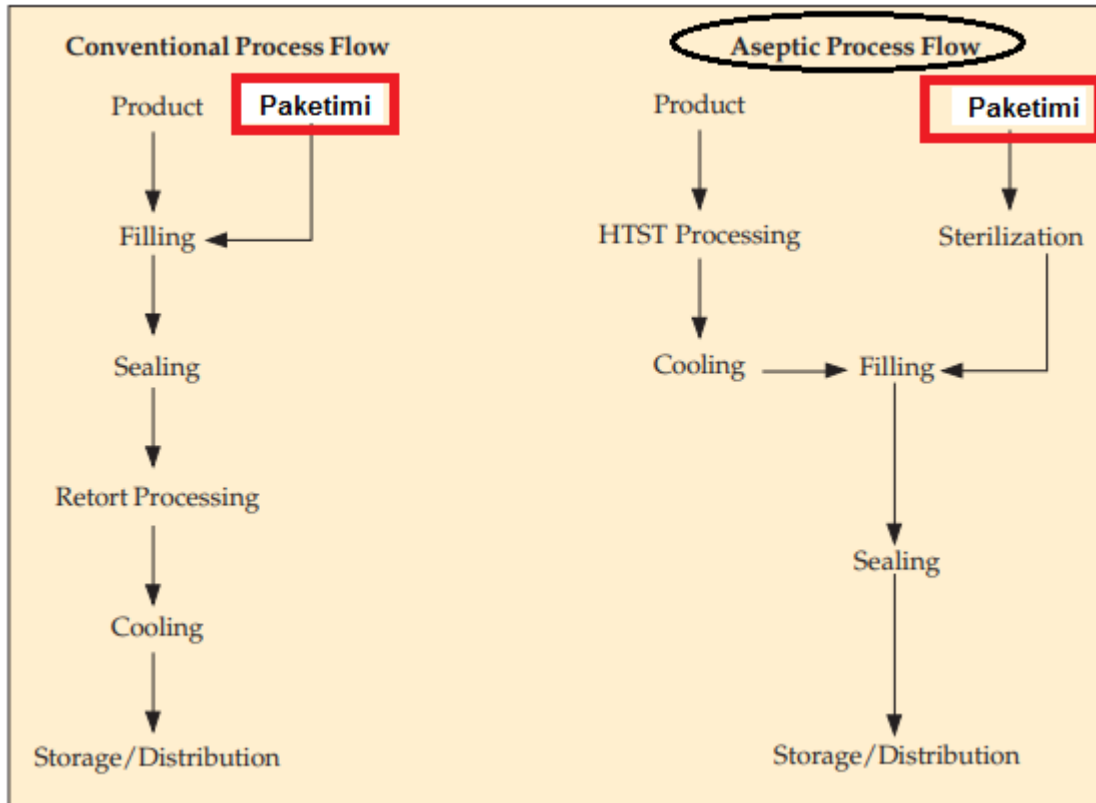 Conventional Process Flow
Product
Paketimi
Filling
Sealing
Retort Processing
Cooling
Storage/Distribution
Aseptic Process Flow
Product
Paketimi
HTST Processing
Sterilization
Cooling
Filling
Sealing
Storage/Distribution